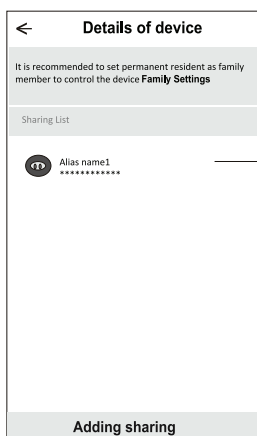 Details of device
It is recommended to set permanent resident as family
member to control the device Family Settings
Sharing List
Alias name1
************
Adding sharing